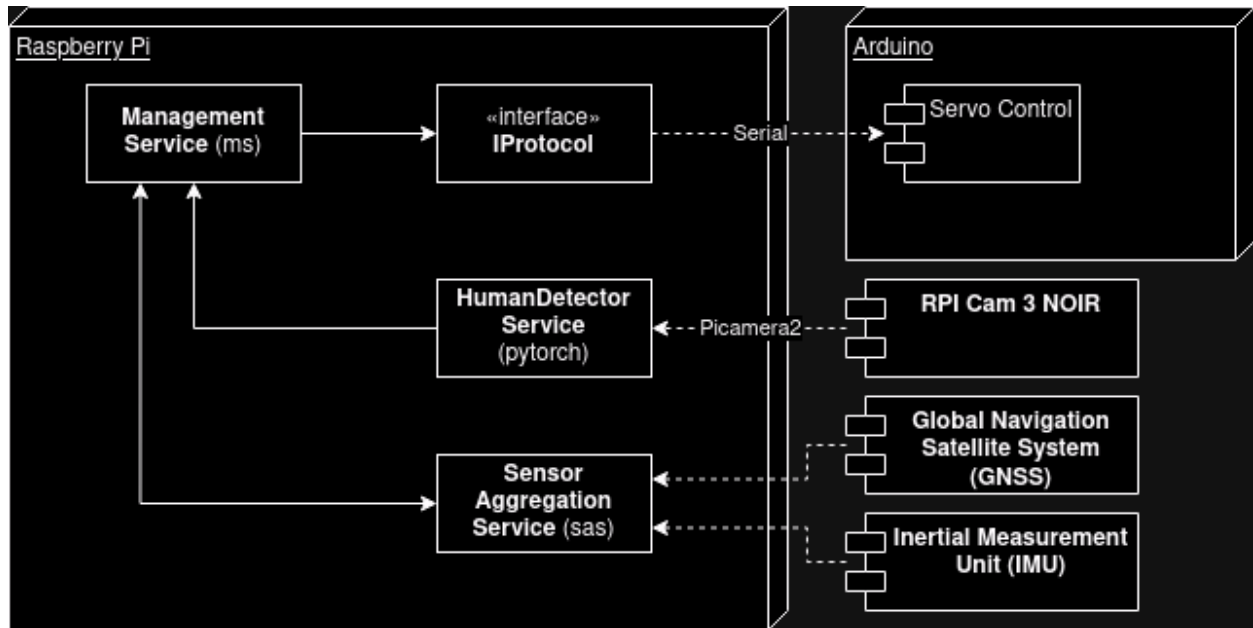 Raspberry Pi
Arduino
Management
Service (ms)
«interface»
IProtocol
Serial
Servo Control
HumanDetector
Service
(pytorch)
Picamera2
RPI Cam 3 NOIR
Global Navigation
Satellite System
(GNSS)
Sensor
Aggregation
Service (sas)
Inertial Measurement
Unit (IMU)